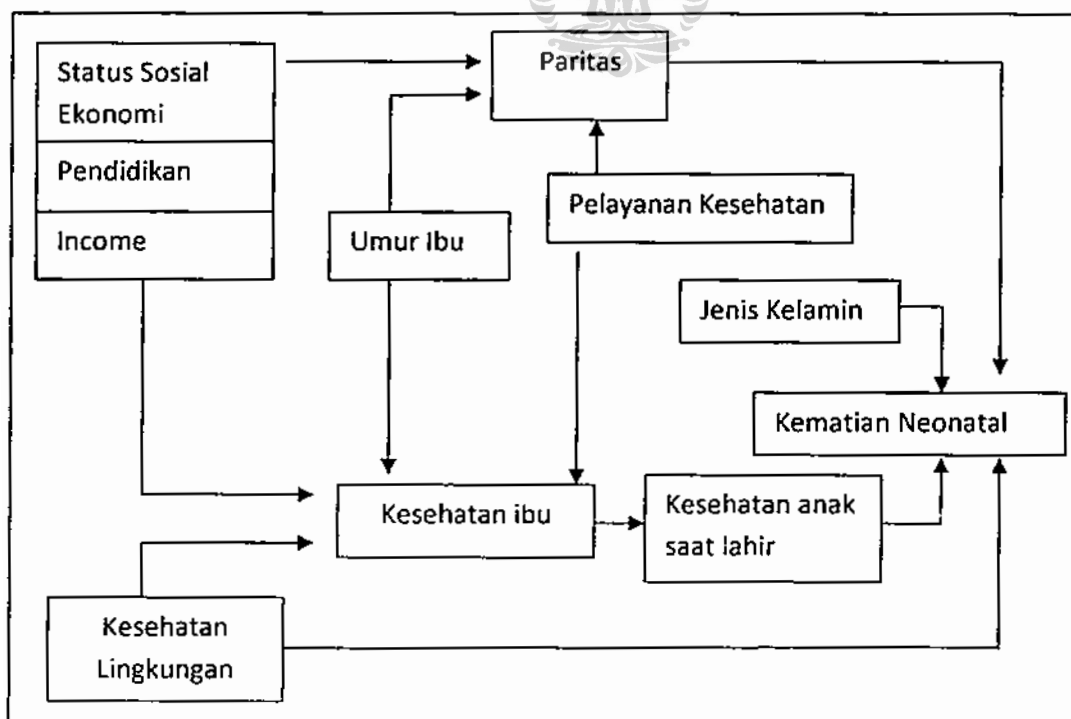 Status Sosial
Ekonomi
Pendidikan
Income
Paritas
Umur Ibu
Pelayanan Kesehatan
Jenis Kelamin
Kematian Neonatal
Kesehatan ibu
Kesehatan anak
saat lahir
Kesehatan
Lingkungan